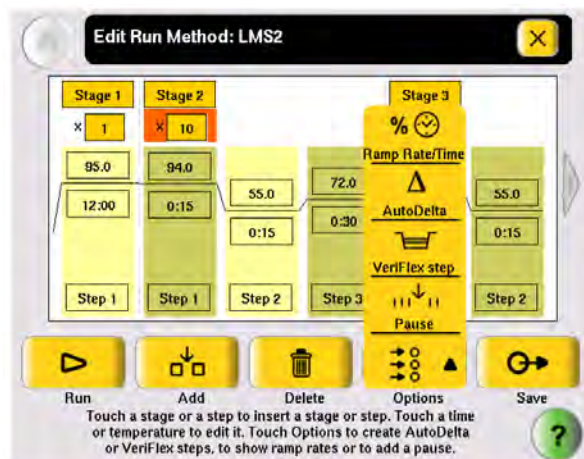 Edit Run Method: LMS2
Stage 1
Stage 2
Stage 3
x 1
x 10
% 
Ramp Rate/Time
AutoDelta
VeriFlex step
Pause
95.0
12:00
Step 1
94.0
0:15
Step 1
55.0
0:15
Step 2
72.0
0:30
Step 3
55.0
0:15
Step 2
Run
Add
Delete
Options
Save
Touch a stage or a step to insert a stage or step. Touch a time
or temperature to edit it. Touch Options to create AutoDelta
or VeriFlex steps, to show ramp rates or to add a pause.
?